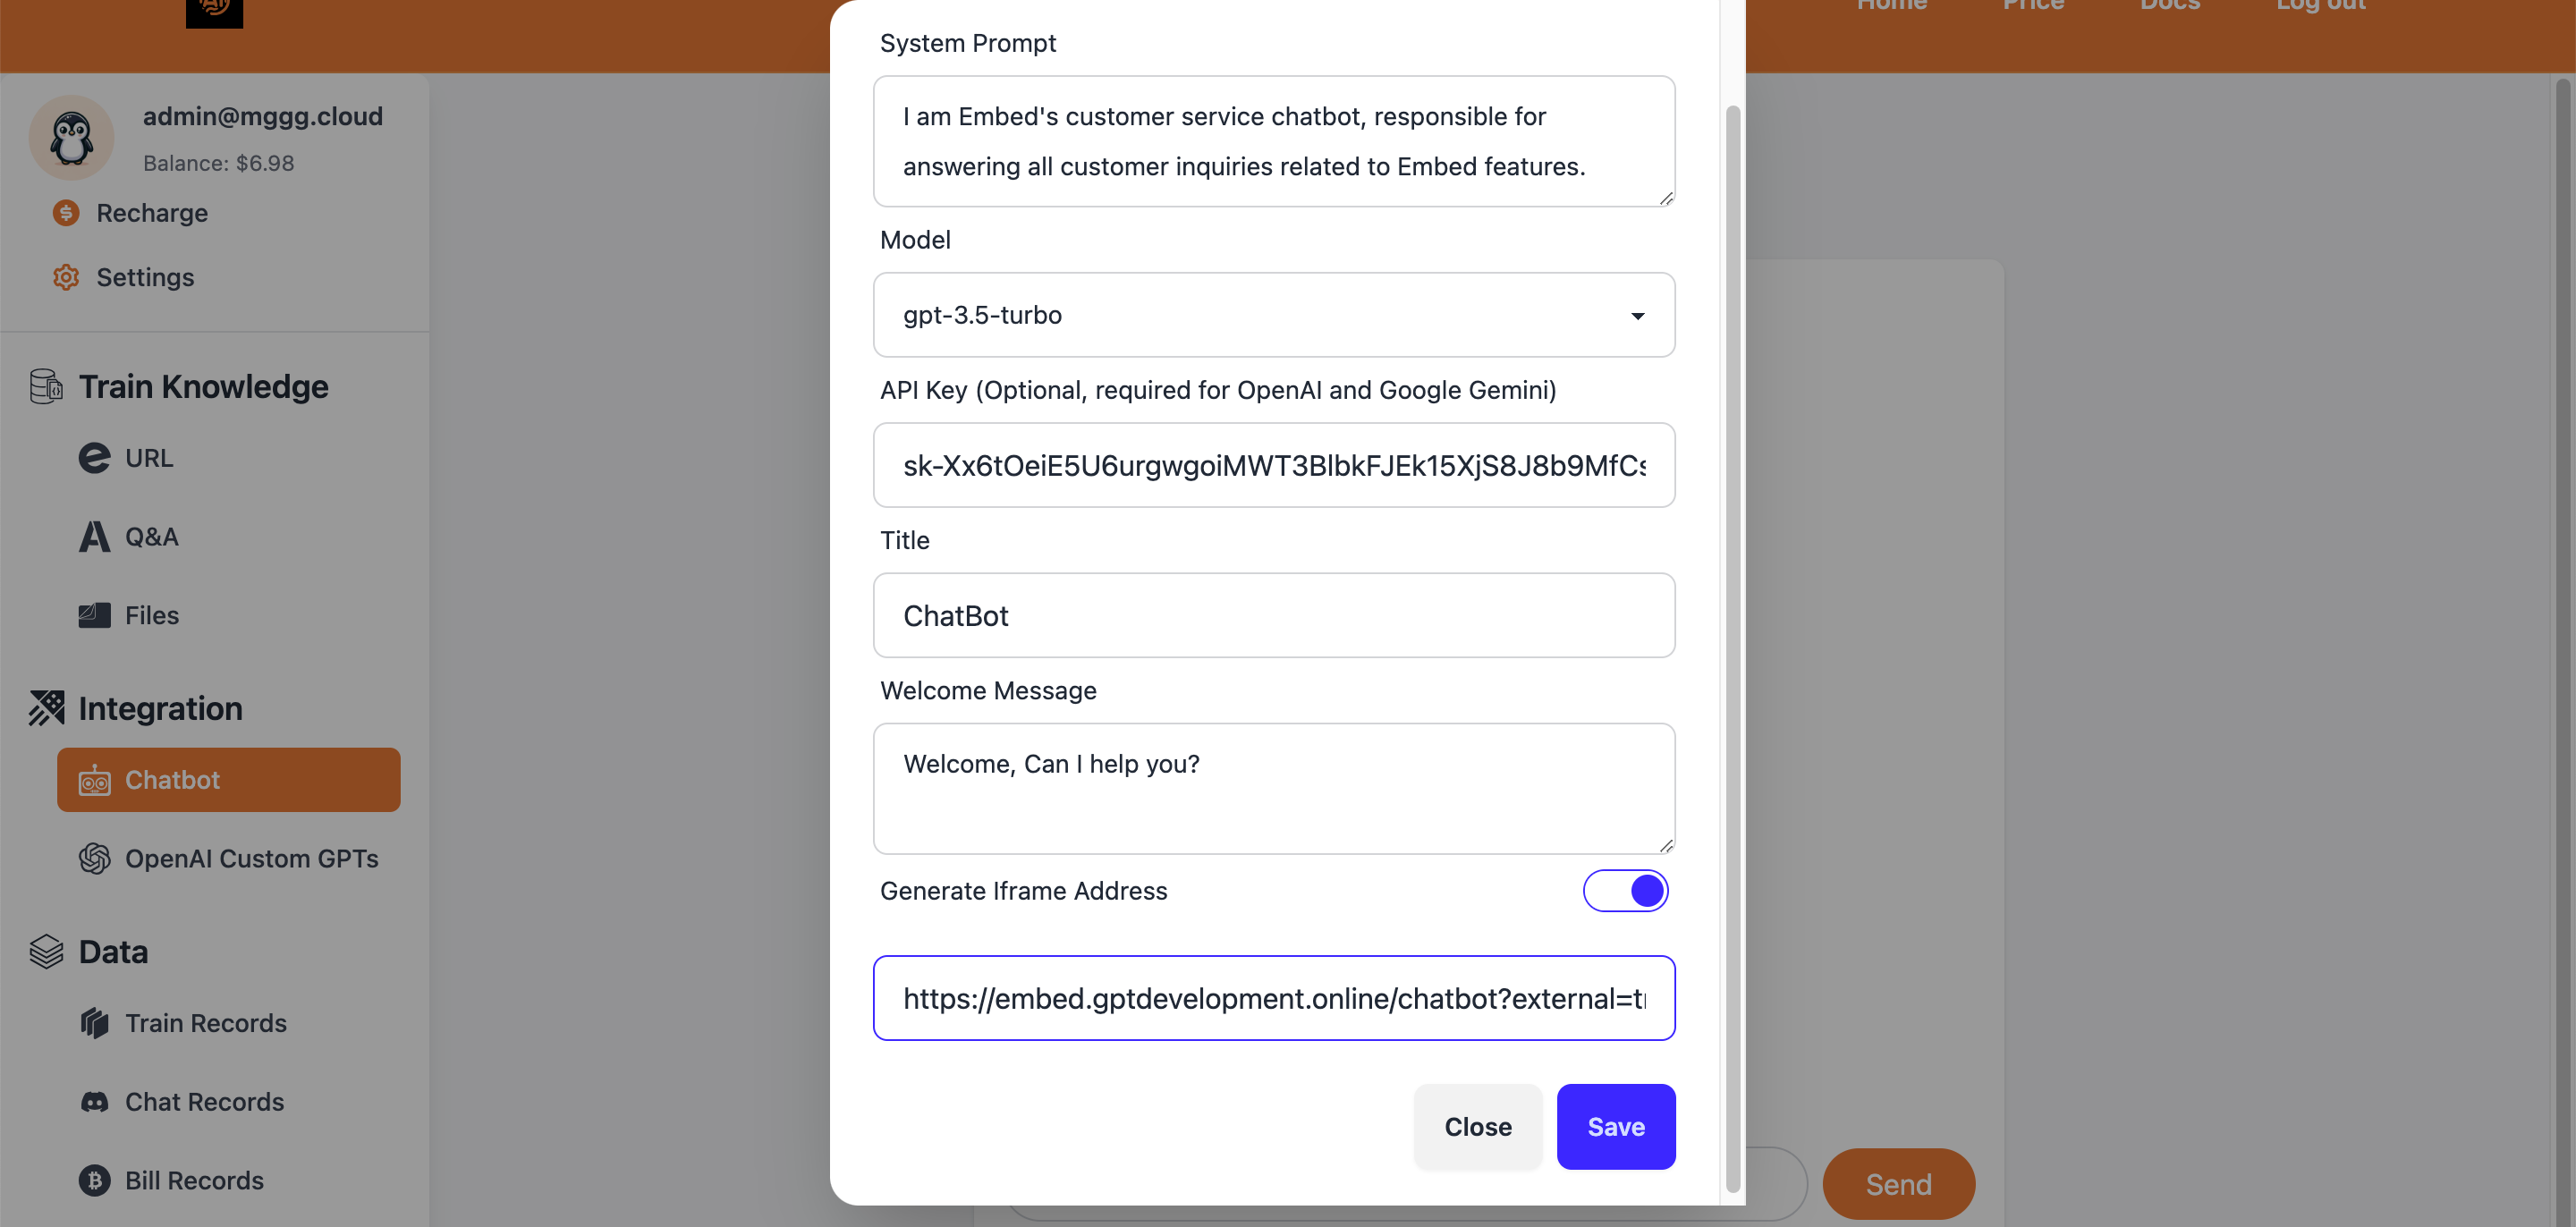 Home
Price
Docs
Log out
admin@mggg.cloud
Balance: $6.98
Recharge
Settings
Train Knowledge
URL
Q&A
Files
Integration
Chatbot
OpenAI Custom GPTs
Data
Train Records
Chat Records
Bill Records
System Prompt
I am Embed's customer service chatbot, responsible for
answering all customer inquiries related to Embed features.
Model
gpt-3.5-turbo
API Key (Optional, required for OpenAI and Google Gemini)
sk-Xx6tOeiE5U6urgwgoiMWT3BlbkFJEk15XjS8J8b9MfCs
Title
ChatBot
Welcome Message
Welcome, Can I help you?
Generate Iframe Address
https://embed.gptdevelopment.online/chatbot?external=tr
Close
Save
Send